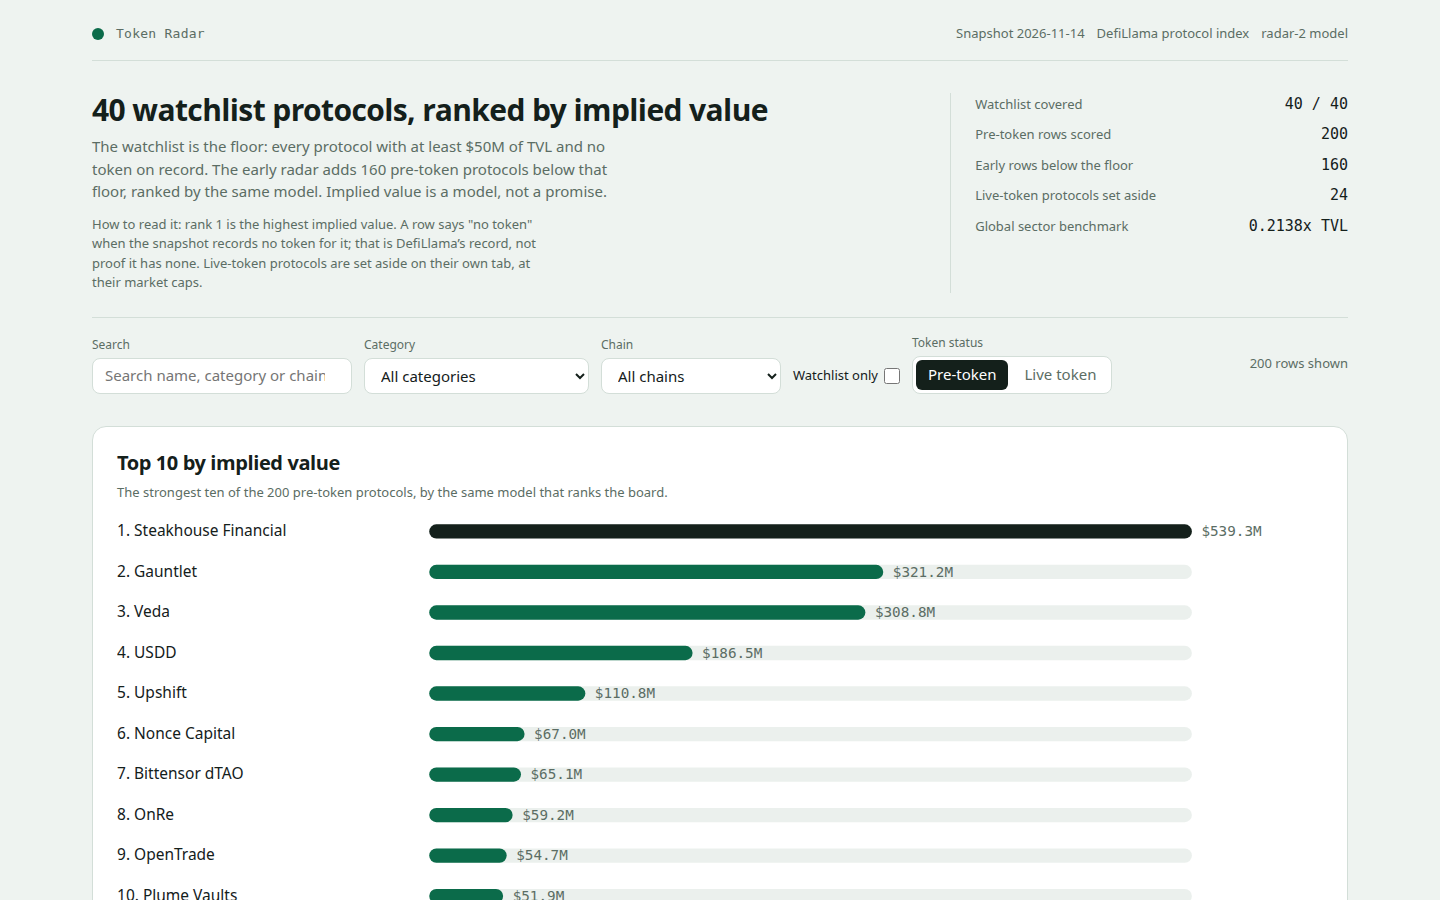 Token Radar
Snapshot 2026-11-14 DefiLlama protocol index radar-2 model
40 watchlist protocols, ranked by implied value
The watchlist is the floor: every protocol with at least $50M of TVL and no
token on record. The early radar adds 160 pre-token protocols below that
floor, ranked by the same model. Implied value is a model, not a promise.
How to read it: rank 1 is the highest implied value. A row says "no token"
when the snapshot records no token for it; that is DefiLlama's record, not
proof it has none. Live-token protocols are set aside on their own tab, at
their market caps.
Watchlist covered 40 / 40
Pre-token rows scored 200
Early rows below the floor 160
Live-token protocols set aside 24
Global sector benchmark 0.2138x TVL
Search
Search name, category or chain
Category
All categories
Chain
All chains
Watchlist only
Token status
Pre-token Live token
200 rows shown
Top 10 by implied value
The strongest ten of the 200 pre-token protocols, by the same model that ranks the board.
1. Steakhouse Financial $539.3M
2. Gauntlet $321.2M
3. Veda $308.8M
4. USDD $186.5M
5. Upshift $110.8M
6. Nonce Capital $67.0M
7. Bittensor dTAO $65.1M
8. OnRe $59.2M
9. OpenTrade $54.7M
10. Plume Vaults $51.9M